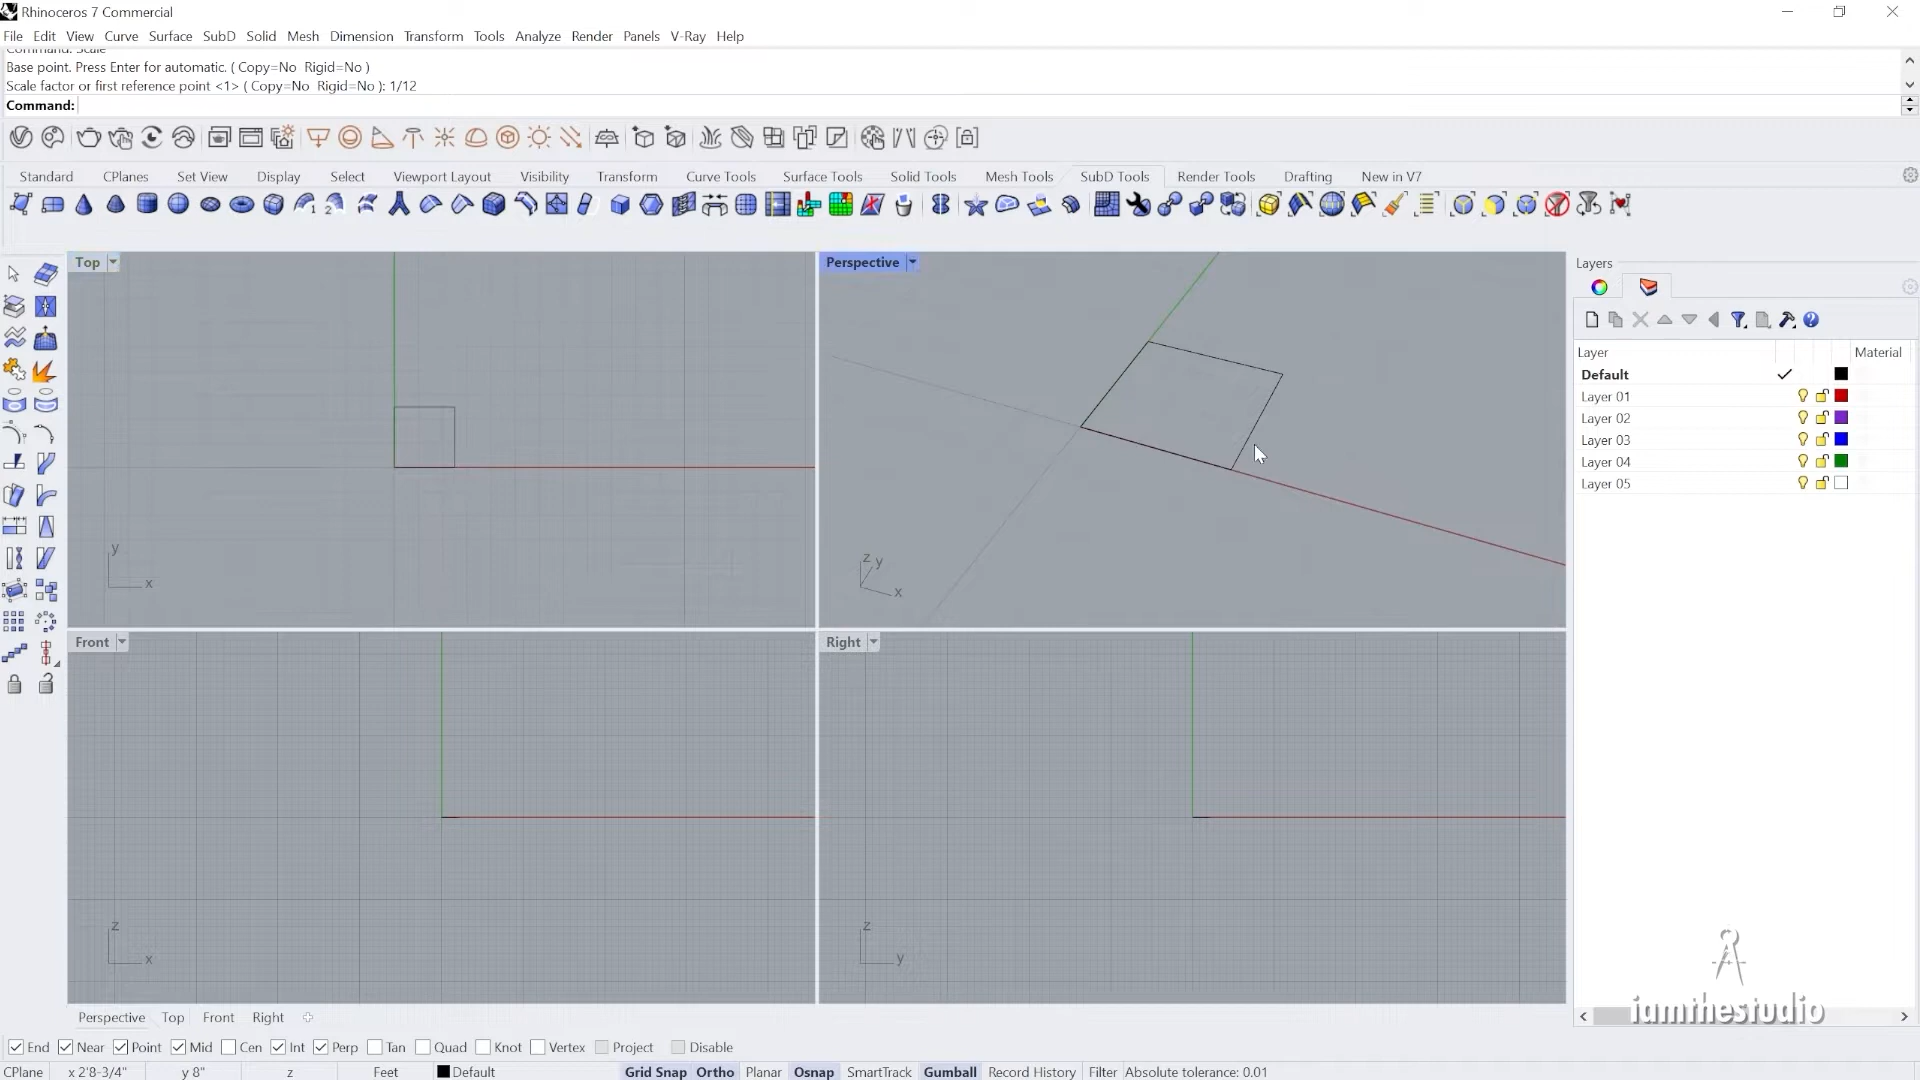 Rhinoceros 7 Commercial
File Edit View Curve Surface SubD Solid Mesh Dimension Transform Tools Analyze Render Panels V-Ray Help
Command: Scale
Base point. Press Enter for automatic. ( Copy=No Rigid=No )
Scale factor or first reference point <1> ( Copy=No Rigid=No ): 1/12
Command:
Standard CPlanes Set View Display Select Viewport Layout Visibility Transform Curve Tools Surface Tools Solid Tools Mesh Tools SubD Tools Render Tools Drafting New in V7
Top
Perspective
y
x
z y
x
Front
Right
z
x
z
y
Layers
Layer Material
Default
Layer 01
Layer 02
Layer 03
Layer 04
Layer 05
iamthestudio
Perspective Top Front Right
End Near Point Mid Cen Int Perp Tan Quad Knot Vertex Project Disable
CPlane x 2'8-3/4" y 8" z Feet Default Grid Snap Ortho Planar Osnap SmartTrack Gumball Record History Filter Absolute tolerance: 0.01